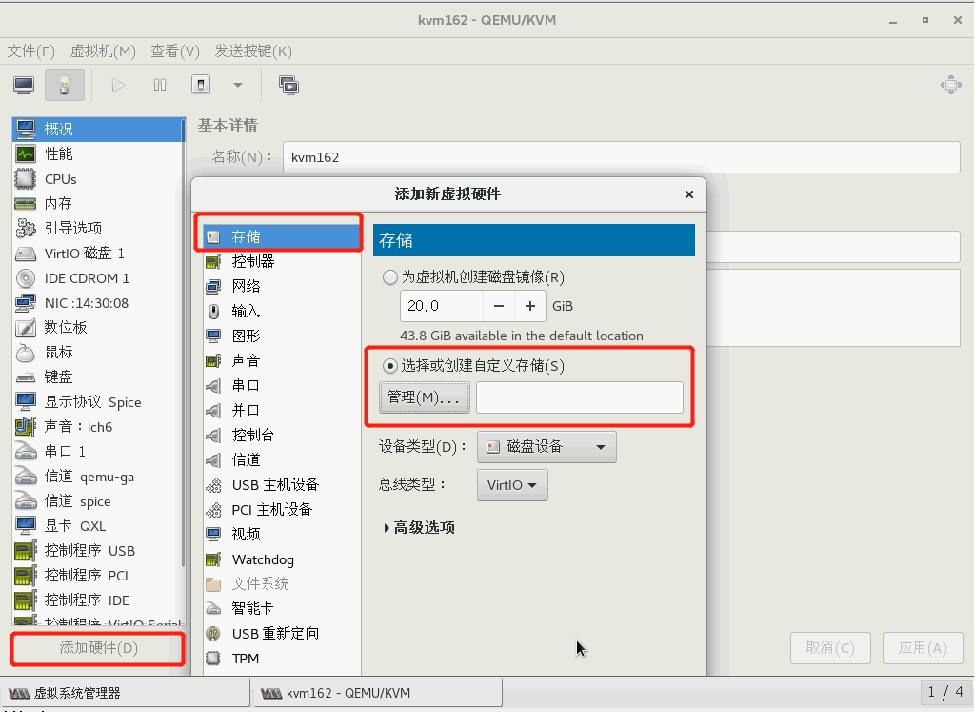 kvm162 - QEMU/KVM
文件(F) 虚拟机(M) 查看(V) 发送按键(K)
概况
性能
CPUs
内存
引导选项
VirtIO 磁盘 1
IDE CDROM 1
NIC :14:30:08
数位板
鼠标
键盘
显示协议 Spice
声音：ich6
串口 1
信道 qemu-ga
信道 spice
显卡 QXL
控制程序 USB
控制程序 PCI
控制程序 IDE
控制程序 VirtIO Serial
添加硬件(D)
基本详情
名称(N)： kvm162
添加新虚拟硬件
存储
控制器
网络
输入
图形
声音
串口
并口
控制台
信道
USB 主机设备
PCI 主机设备
视频
Watchdog
文件系统
智能卡
USB 重新定向
TPM
存储
为虚拟机创建磁盘镜像(R)
20.0 − + GiB
43.8 GiB available in the default location
选择或创建自定义存储(S)
管理(M)...
设备类型(D)： 磁盘设备
总线类型： VirtIO
高级选项
取消(C) 应用(A)
虚拟系统管理器 kvm162 - QEMU/KVM 1 / 4